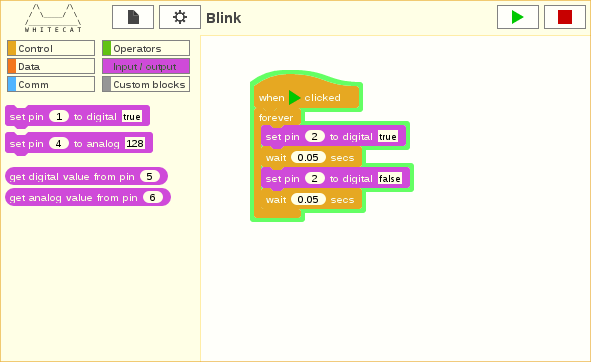 WHITECAT
Blink
Control
Operators
Data
Input / output
Comm
Custom blocks
set pin 1 to digital true
set pin 4 to analog 128
get digital value from pin 5
get analog value from pin 6
when clicked
forever
set pin 2 to digital true
wait 0.05 secs
set pin 2 to digital false
wait 0.05 secs